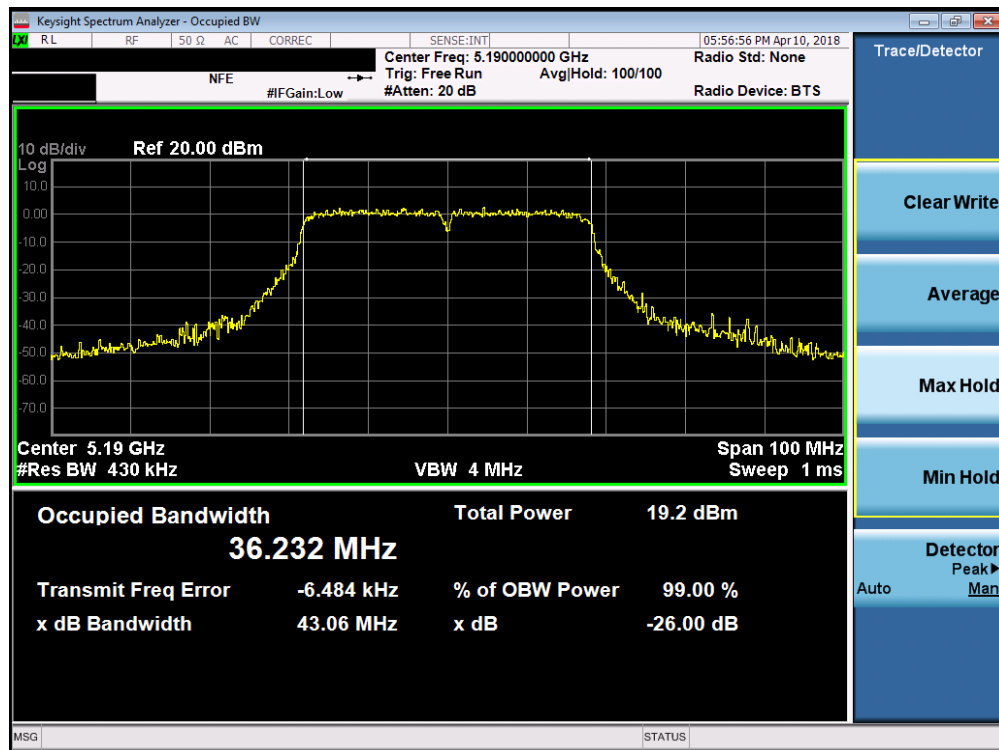 Keysight Spectrum Analyzer - Occupied BW
LXI RL RF 50 Ω AC CORREC SENSE:INT 05:56:56 PM Apr 10, 2018
Center Freq: 5.190000000 GHz Radio Std: None
NFE Trig: Free Run Avg|Hold: 100/100
#IFGain:Low #Atten: 20 dB Radio Device: BTS
10 dB/div Ref 20.00 dBm
Log
10.0
0.00
-10.0
-20.0
-30.0
-40.0
-50.0
-60.0
-70.0
Center 5.19 GHz Span 100 MHz
#Res BW 430 kHz VBW 4 MHz Sweep 1 ms
Occupied Bandwidth Total Power 19.2 dBm
36.232 MHz
Transmit Freq Error -6.484 kHz % of OBW Power 99.00 %
x dB Bandwidth 43.06 MHz x dB -26.00 dB
Trace/Detector
Clear Write
Average
Max Hold
Min Hold
Detector
Peak▶
Auto Man
MSG STATUS